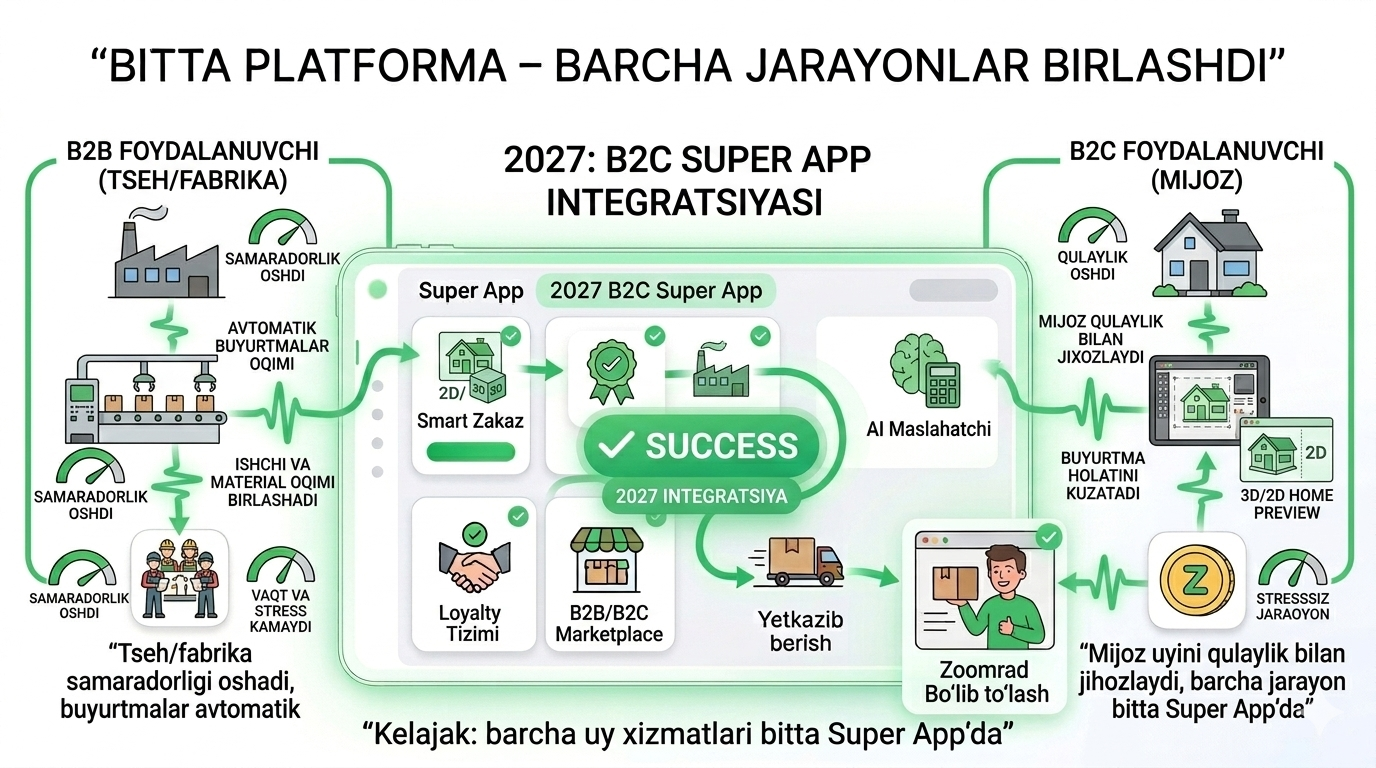 “BITTA PLATFORMA – BARCHA JARAYONLAR BIRLASHDI”
2027: B2C SUPER APP
INTEGRATSIYASI
B2B FOYDALANUVCHI
(TSEH/FABRIKA)
SAMARADORLIK
OSHDI
AVTOMATIK
BUYURTMALAR
OQIMI
SAMARADORLIK
OSHDI
ISHCHI VA
MATERIAL OQIMI
BIRLASHADI
SAMARADORLIK
OSHDI
VAQT VA
STRESS
KAMAYDI
“Tseh/fabrika
samaradorligi oshadi,
buyurtmalar avtomatik
Super App
2027 B2C Super App
2D/
Smart Zakaz
AI Maslahatchi
SUCCESS
2027 INTEGRATSIYA
Loyalty
Tizimi
B2B/B2C
Marketplace
Yetkazib
berish
Zoomrad
Bo‘lib to‘lash
B2C FOYDALANUVCHI
(MIJOZ)
QULAYLIK
OSHDI
MIJOZ QULAYLIK
BILAN
JIXOZLAYDI
BUYURTMA
HOLATINI
KUZATADI
2D
3D/2D HOME
PREVIEW
Z
STRESSSIZ
JARAOYON
“Mijoz uyini qulaylik bilan
jihozlaydi, barcha jarayon
bitta Super App‘da”
“Kelajak: barcha uy xizmatlari bitta Super App‘da”